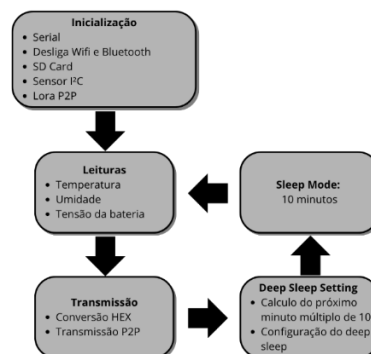 Inicialização
Serial
Desliga Wifi e Bluetooth
SD Card
Sensor I²C
Lora P2P
Leituras
Temperatura
Umidade
Tensão da bateria
Sleep Mode:
10 minutos
Transmissão
Conversão HEX
Transmissão P2P
Deep Sleep Setting
Calculo do próximo
minuto múltiplo de 10
Configuração do deep
sleep